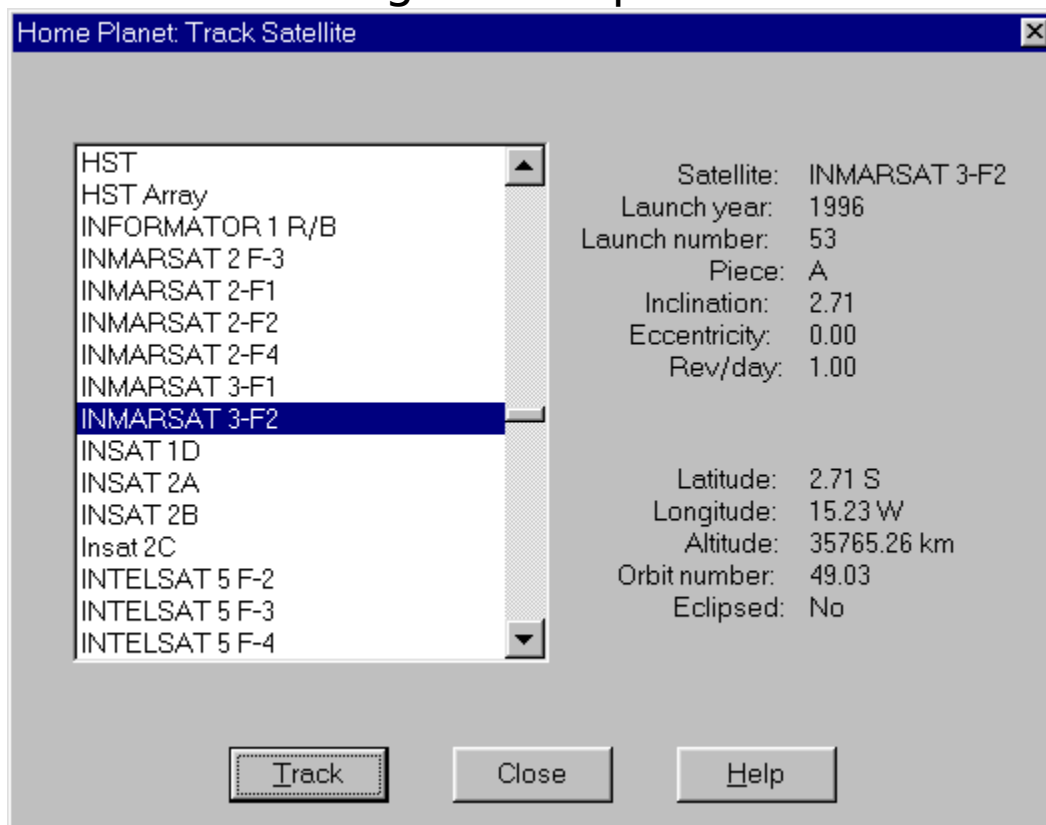 Home Planet: Track Satellite
HST
HST Array
INFORMATOR 1 R/B
INMARSAT 2 F-3
INMARSAT 2-F1
INMARSAT 2-F2
INMARSAT 2-F4
INMARSAT 3-F1
INMARSAT 3-F2
INSAT 1D
INSAT 2A
INSAT 2B
Insat 2C
INTELSAT 5 F-2
INTELSAT 5 F-3
INTELSAT 5 F-4
Satellite: INMARSAT 3-F2
Launch year: 1996
Launch number: 53
Piece: A
Inclination: 2.71
Eccentricity: 0.00
Rev/day: 1.00
Latitude: 2.71 S
Longitude: 15.23 W
Altitude: 35765.26 km
Orbit number: 49.03
Eclipsed: No
Track Close Help